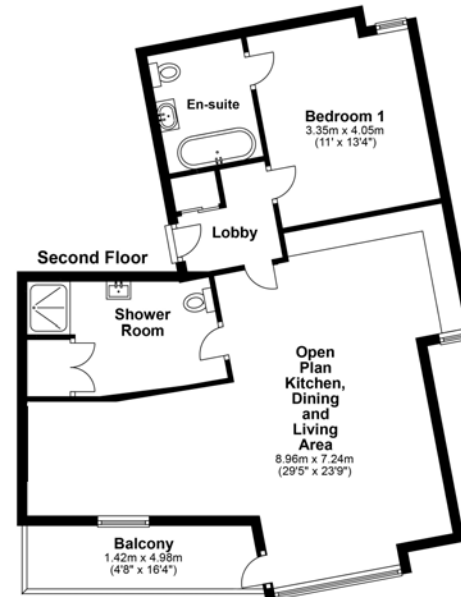 En-suite
Bedroom 1
3.35m x 4.05m
(11' x 13'4")
Lobby
Second Floor
Shower
Room
Open
Plan
Kitchen,
Dining
and
Living
Area
8.96m x 7.24m
(29'5" x 23'9")
Balcony
1.42m x 4.98m
(4'8" x 16'4")